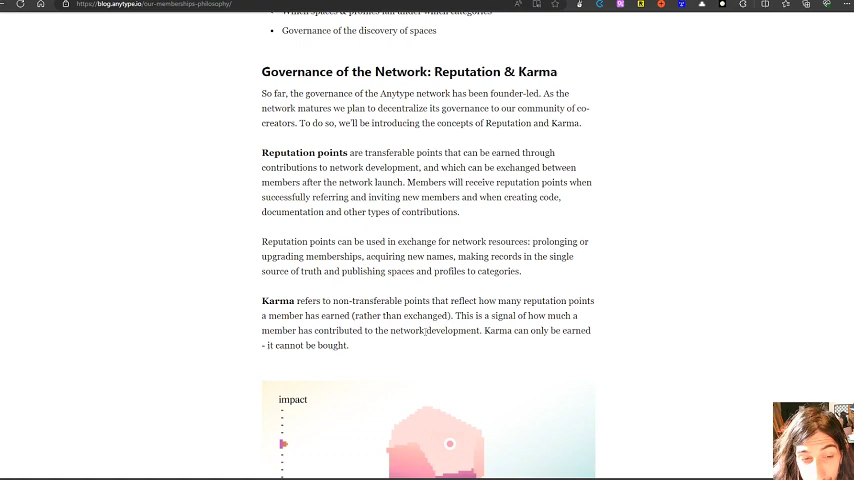 https://blog.anytype.io/our-memberships-philosophy/
Which spaces & profiles fall under which categories
• Governance of the discovery of spaces
Governance of the Network: Reputation & Karma
So far, the governance of the Anytype network has been founder-led. As the
network matures we plan to decentralize its governance to our community of co-
creators. To do so, we'll be introducing the concepts of Reputation and Karma.
Reputation points are transferable points that can be earned through
contributions to network development, and which can be exchanged between
members after the network launch. Members will receive reputation points when
successfully referring and inviting new members and when creating code,
documentation and other types of contributions.
Reputation points can be used in exchange for network resources: prolonging or
upgrading memberships, acquiring new names, making records in the single
source of truth and publishing spaces and profiles to categories.
Karma refers to non-transferable points that reflect how many reputation points
a member has earned (rather than exchanged). This is a signal of how much a
member has contributed to the network development. Karma can only be earned
- it cannot be bought.
impact